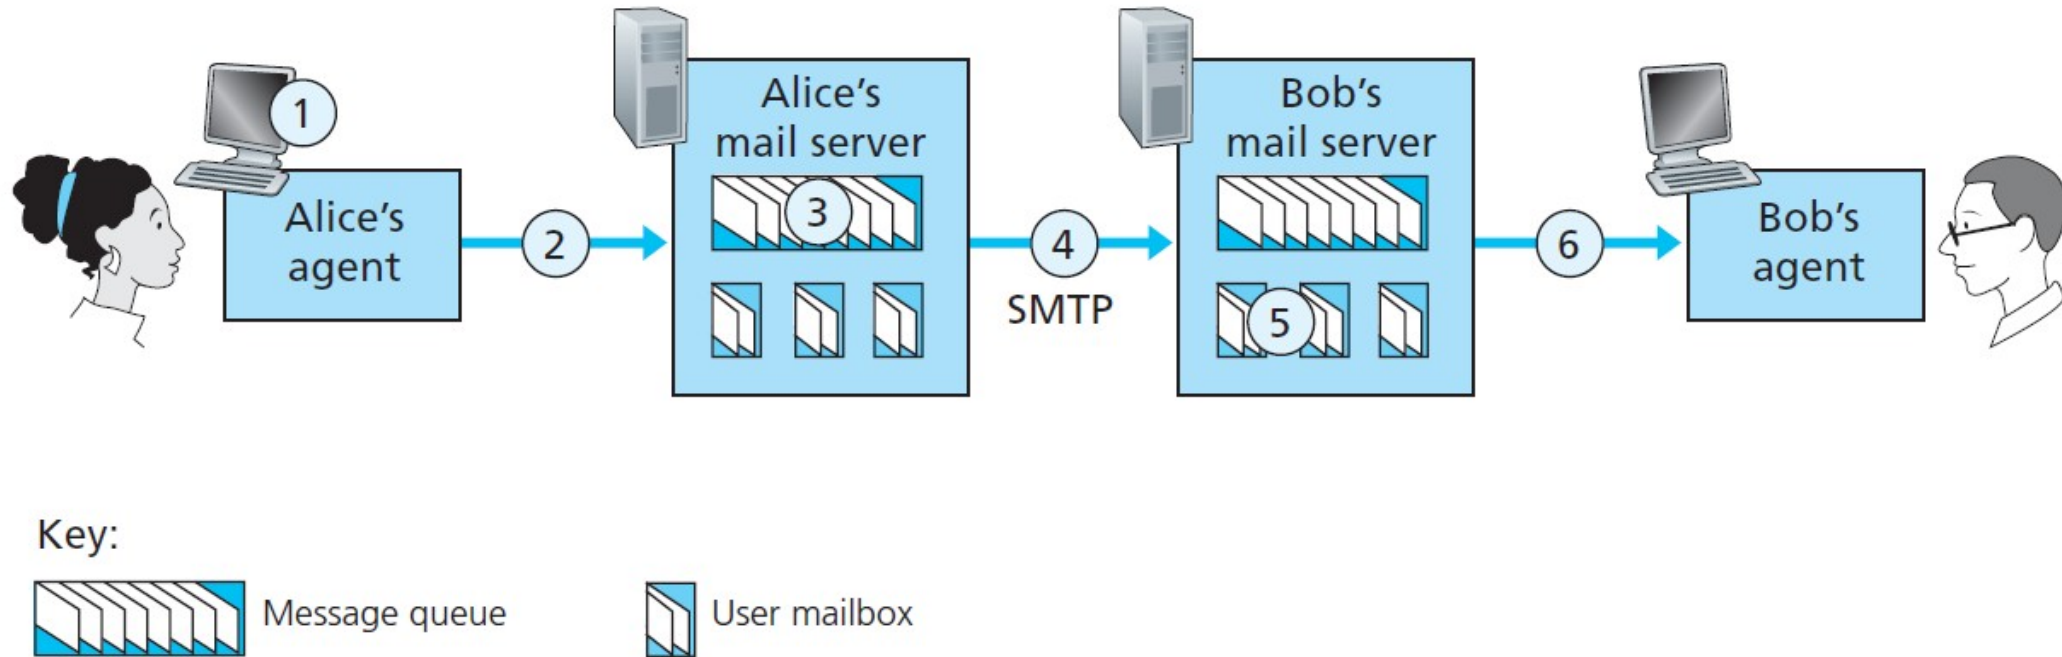 1
Alice's
agent
2
Alice's
mail server
3
4
SMTP
Bob's
mail server
5
6
Bob's
agent
Key:
Message queue
User mailbox